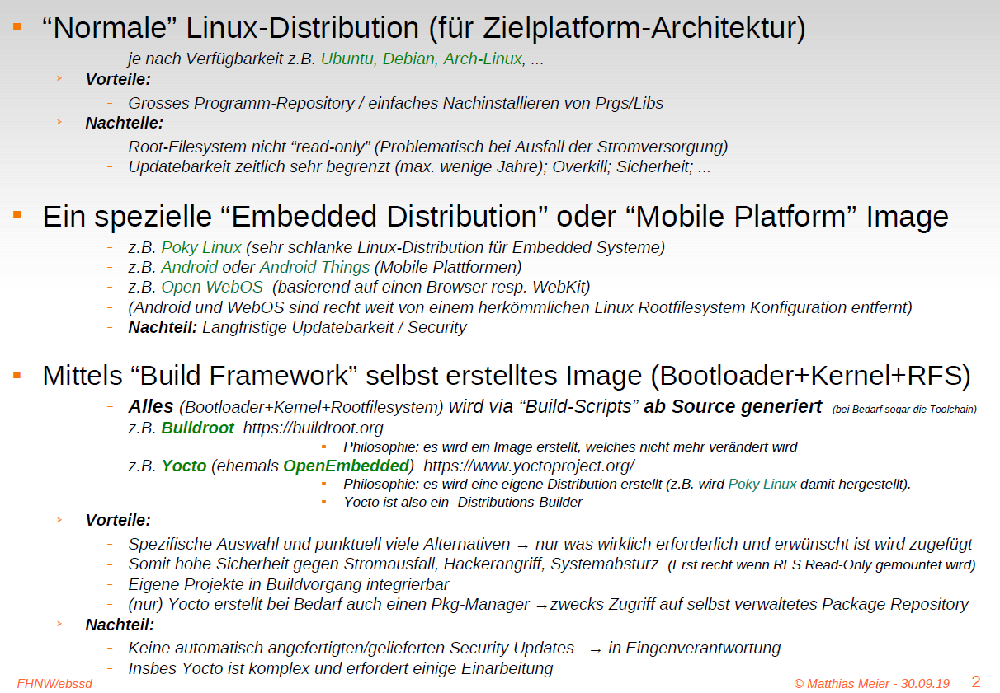 “Normale” Linux-Distribution (für Zielplatform-Architektur)
– je nach Verfügbarkeit z.B. Ubuntu, Debian, Arch-Linux, ...
Vorteile:
– Grosses Programm-Repository / einfaches Nachinstallieren von Prgs/Libs
Nachteile:
– Root-Filesystem nicht “read-only” (Problematisch bei Ausfall der Stromversorgung)
– Updatebarkeit zeitlich sehr begrenzt (max. wenige Jahre); Overkill; Sicherheit; ...
Ein spezielle “Embedded Distribution” oder “Mobile Platform” Image
– z.B. Poky Linux (sehr schlanke Linux-Distribution für Embedded Systeme)
– z.B. Android oder Android Things (Mobile Plattformen)
– z.B. Open WebOS (basierend auf einen Browser resp. WebKit)
– (Android und WebOS sind recht weit von einem herkömmlichen Linux Rootfilesystem Konfiguration entfernt)
– Nachteil: Langfristige Updatebarkeit / Security
Mittels “Build Framework” selbst erstelltes Image (Bootloader+Kernel+RFS)
– Alles (Bootloader+Kernel+Rootfilesystem) wird via “Build-Scripts” ab Source generiert (bei Bedarf sogar die Toolchain)
– z.B. Buildroot https://buildroot.org
Philosophie: es wird ein Image erstellt, welches nicht mehr verändert wird
– z.B. Yocto (ehemals OpenEmbedded) https://www.yoctoproject.org/
Philosophie: es wird eine eigene Distribution erstellt (z.B. wird Poky Linux damit hergestellt).
Yocto ist also ein -Distributions-Builder
Vorteile:
– Spezifische Auswahl und punktuell viele Alternativen → nur was wirklich erforderlich und erwünscht ist wird zugefügt
– Somit hohe Sicherheit gegen Stromausfall, Hackerangriff, Systemabsturz (Erst recht wenn RFS Read-Only gemountet wird)
– Eigene Projekte in Buildvorgang integrierbar
– (nur) Yocto erstellt bei Bedarf auch einen Pkg-Manager →zwecks Zugriff auf selbst verwaltetes Package Repository
Nachteil:
– Keine automatisch angefertigten/gelieferten Security Updates → in Eingenverantwortung
– Insbes Yocto ist komplex und erfordert einige Einarbeitung
FHNW/ebssd © Matthias Meier - 30.09.19 2